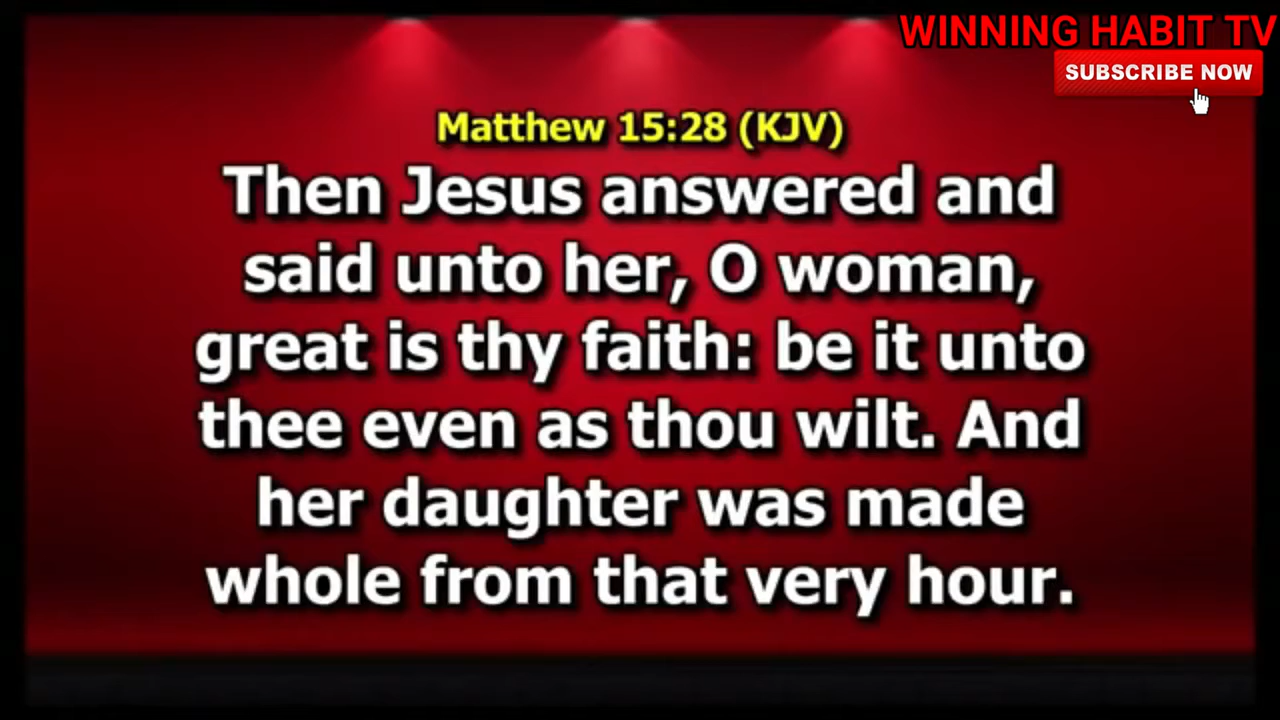 WINNING HABIT TV
SUBSCRIBE NOW
Matthew 15:28 (KJV)
Then Jesus answered and
said unto her, O woman,
great is thy faith: be it unto
thee even as thou wilt. And
her daughter was made
whole from that very hour.